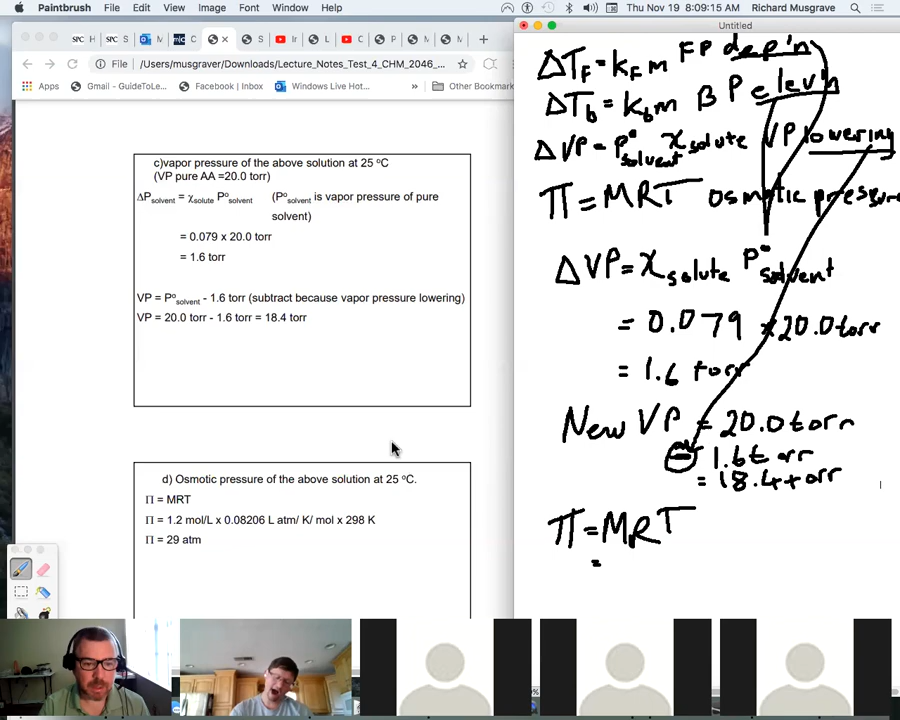 Paintbrush File Edit View Image Font Window Help
Thu Nov 19 8:09:15 AM Richard Musgrave
Untitled
File /Users/musgraver/Downloads/Lecture_Notes_Test_4_CHM_2046_...
Apps Gmail - GuideToLe... Facebook | Inbox Windows Live Hot... » Other Bookmar
c)vapor pressure of the above solution at 25 °C
(VP pure AA =20.0 torr)
ΔPsolvent = χsolute P°solvent (P°solvent is vapor pressure of pure
solvent)
= 0.079 x 20.0 torr
= 1.6 torr
VP = P°solvent - 1.6 torr (subtract because vapor pressure lowering)
VP = 20.0 torr - 1.6 torr = 18.4 torr
d) Osmotic pressure of the above solution at 25 °C.
Π = MRT
Π = 1.2 mol/L x 0.08206 L atm/ K/ mol x 298 K
Π = 29 atm
ΔTF = kF m FP dep'n
ΔTb = kb m BP elev'n
ΔVP = P°solvent χsolute VP lowering
Π = MRT osmotic pressure
ΔVP = χsolute P°solvent
= 0.079 x 20.0 torr
= 1.6 torr
New VP = 20.0 torr
- 1.6 torr
= 18.4 torr
Π = MRT
=